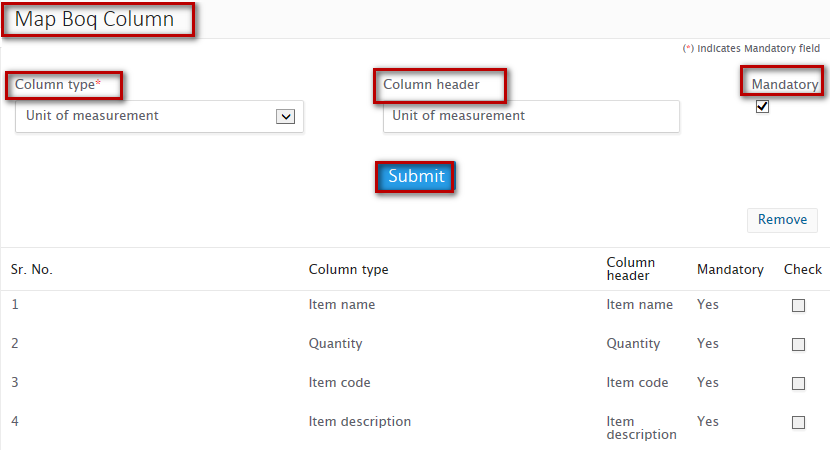 Map Boq Column
(*) Indicates Mandatory field
Column type* Column header Mandatory
Unit of measurement Unit of measurement
Submit
Remove
Sr. No. Column type Column header Mandatory Check
1 Item name Item name Yes
2 Quantity Quantity Yes
3 Item code Item code Yes
4 Item description Item description Yes